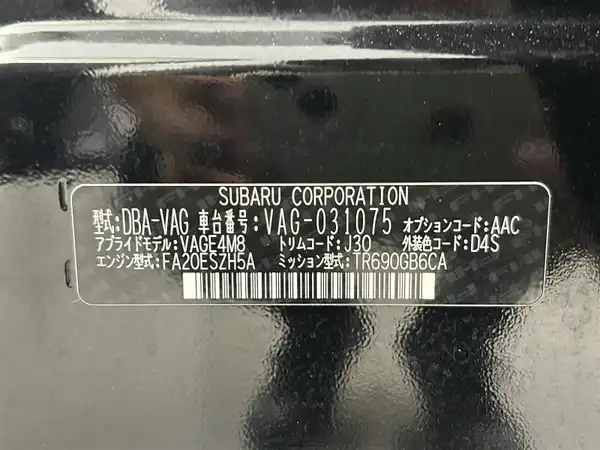 SUBARU CORPORATION
型式:DBA-VAG 車台番号:VAG-031075 オプションコード:AAC
アプライドモデル:VAGE4M8 トリムコード:J30 外装色コード:D4S
エンジン型式:FA20ESZH5A ミッション型式:TR690GB6CA